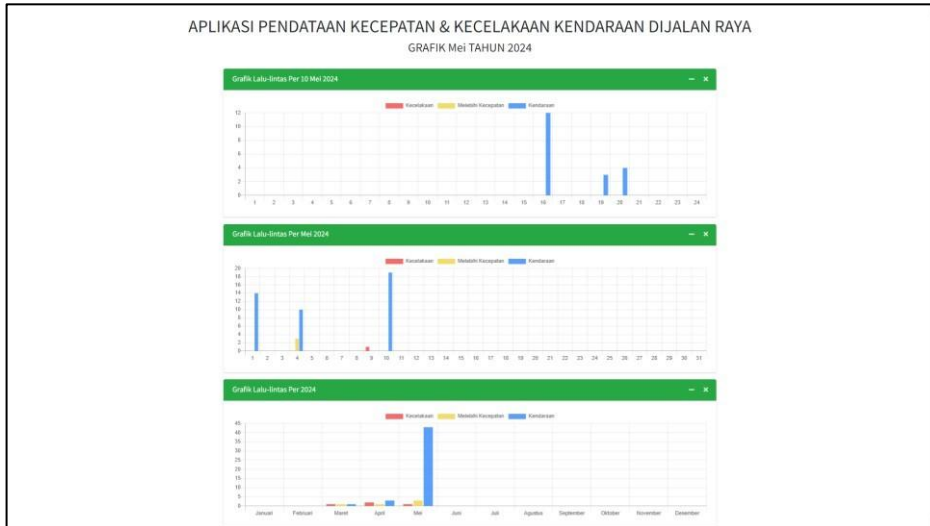 APLIKASI PENDATAAN KECEPATAN & KECELAKAAN KENDARAAN DIJALAN RAYA
GRAFIK Mei TAHUN 2024
Grafik Lalu-lintas Per 10 Mei 2024
Kecelakaan Melebihi Kecepatan Kendaraan
12
10
8
6
4
2
0
1 2 3 4 5 6 7 8 9 10 11 12 13 14 15 16 17 18 19 20 21 22 23 24
Grafik Lalu-lintas Per Mei 2024
Kecelakaan Melebihi Kecepatan Kendaraan
20
18
16
14
12
10
8
6
4
2
0
1 2 3 4 5 6 7 8 9 10 11 12 13 14 15 16 17 18 19 20 21 22 23 24 25 26 27 28 29 30 31
Grafik Lalu-lintas Per 2024
Kecelakaan Melebihi Kecepatan Kendaraan
45
40
35
30
25
20
15
10
5
0
Januari Februari Maret April Mei Juni Juli Agustus September Oktober November Desember